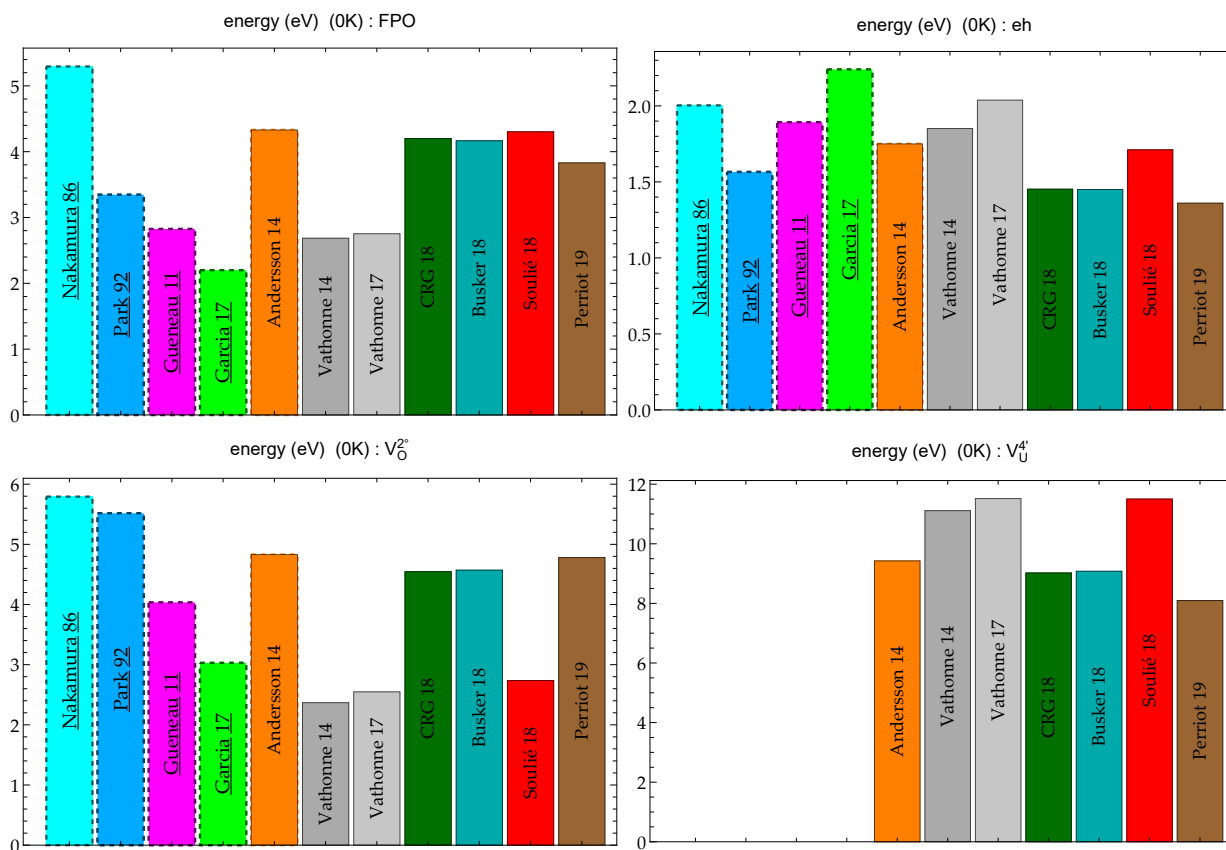 energy (eV) (0K) : FPO
5
4
3
2
1
0
Nakamura 86
Park 92
Gueneau 11
Garcia 17
Andersson 14
Vathonne 14
Vathonne 17
CRG 18
Busker 18
Soulié 18
Perriot 19
energy (eV) (0K) : eh
2.0
1.5
1.0
0.5
0.0
Nakamura 86
Park 92
Gueneau 11
Garcia 17
Andersson 14
Vathonne 14
Vathonne 17
CRG 18
Busker 18
Soulié 18
Perriot 19
energy (eV) (0K) : V_O^{2°}
6
5
4
3
2
1
0
Nakamura 86
Park 92
Gueneau 11
Garcia 17
Andersson 14
Vathonne 14
Vathonne 17
CRG 18
Busker 18
Soulié 18
Perriot 19
energy (eV) (0K) : V_U^{4'}
12
10
8
6
4
2
0
Andersson 14
Vathonne 14
Vathonne 17
CRG 18
Busker 18
Soulié 18
Perriot 19